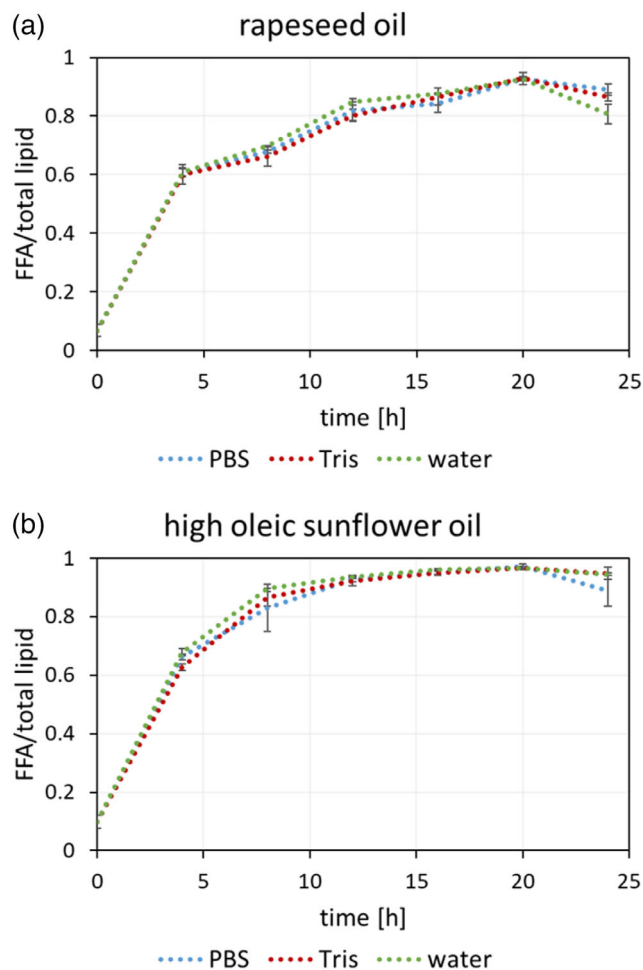 (a)
rapeseed oil
1
0.8
0.6
0.4
0.2
0
FFA/total lipid
0 5 10 15 20 25
time [h]
PBS Tris water
(b)
high oleic sunflower oil
1
0.8
0.6
0.4
0.2
0
FFA/total lipid
0 5 10 15 20 25
time [h]
PBS Tris water